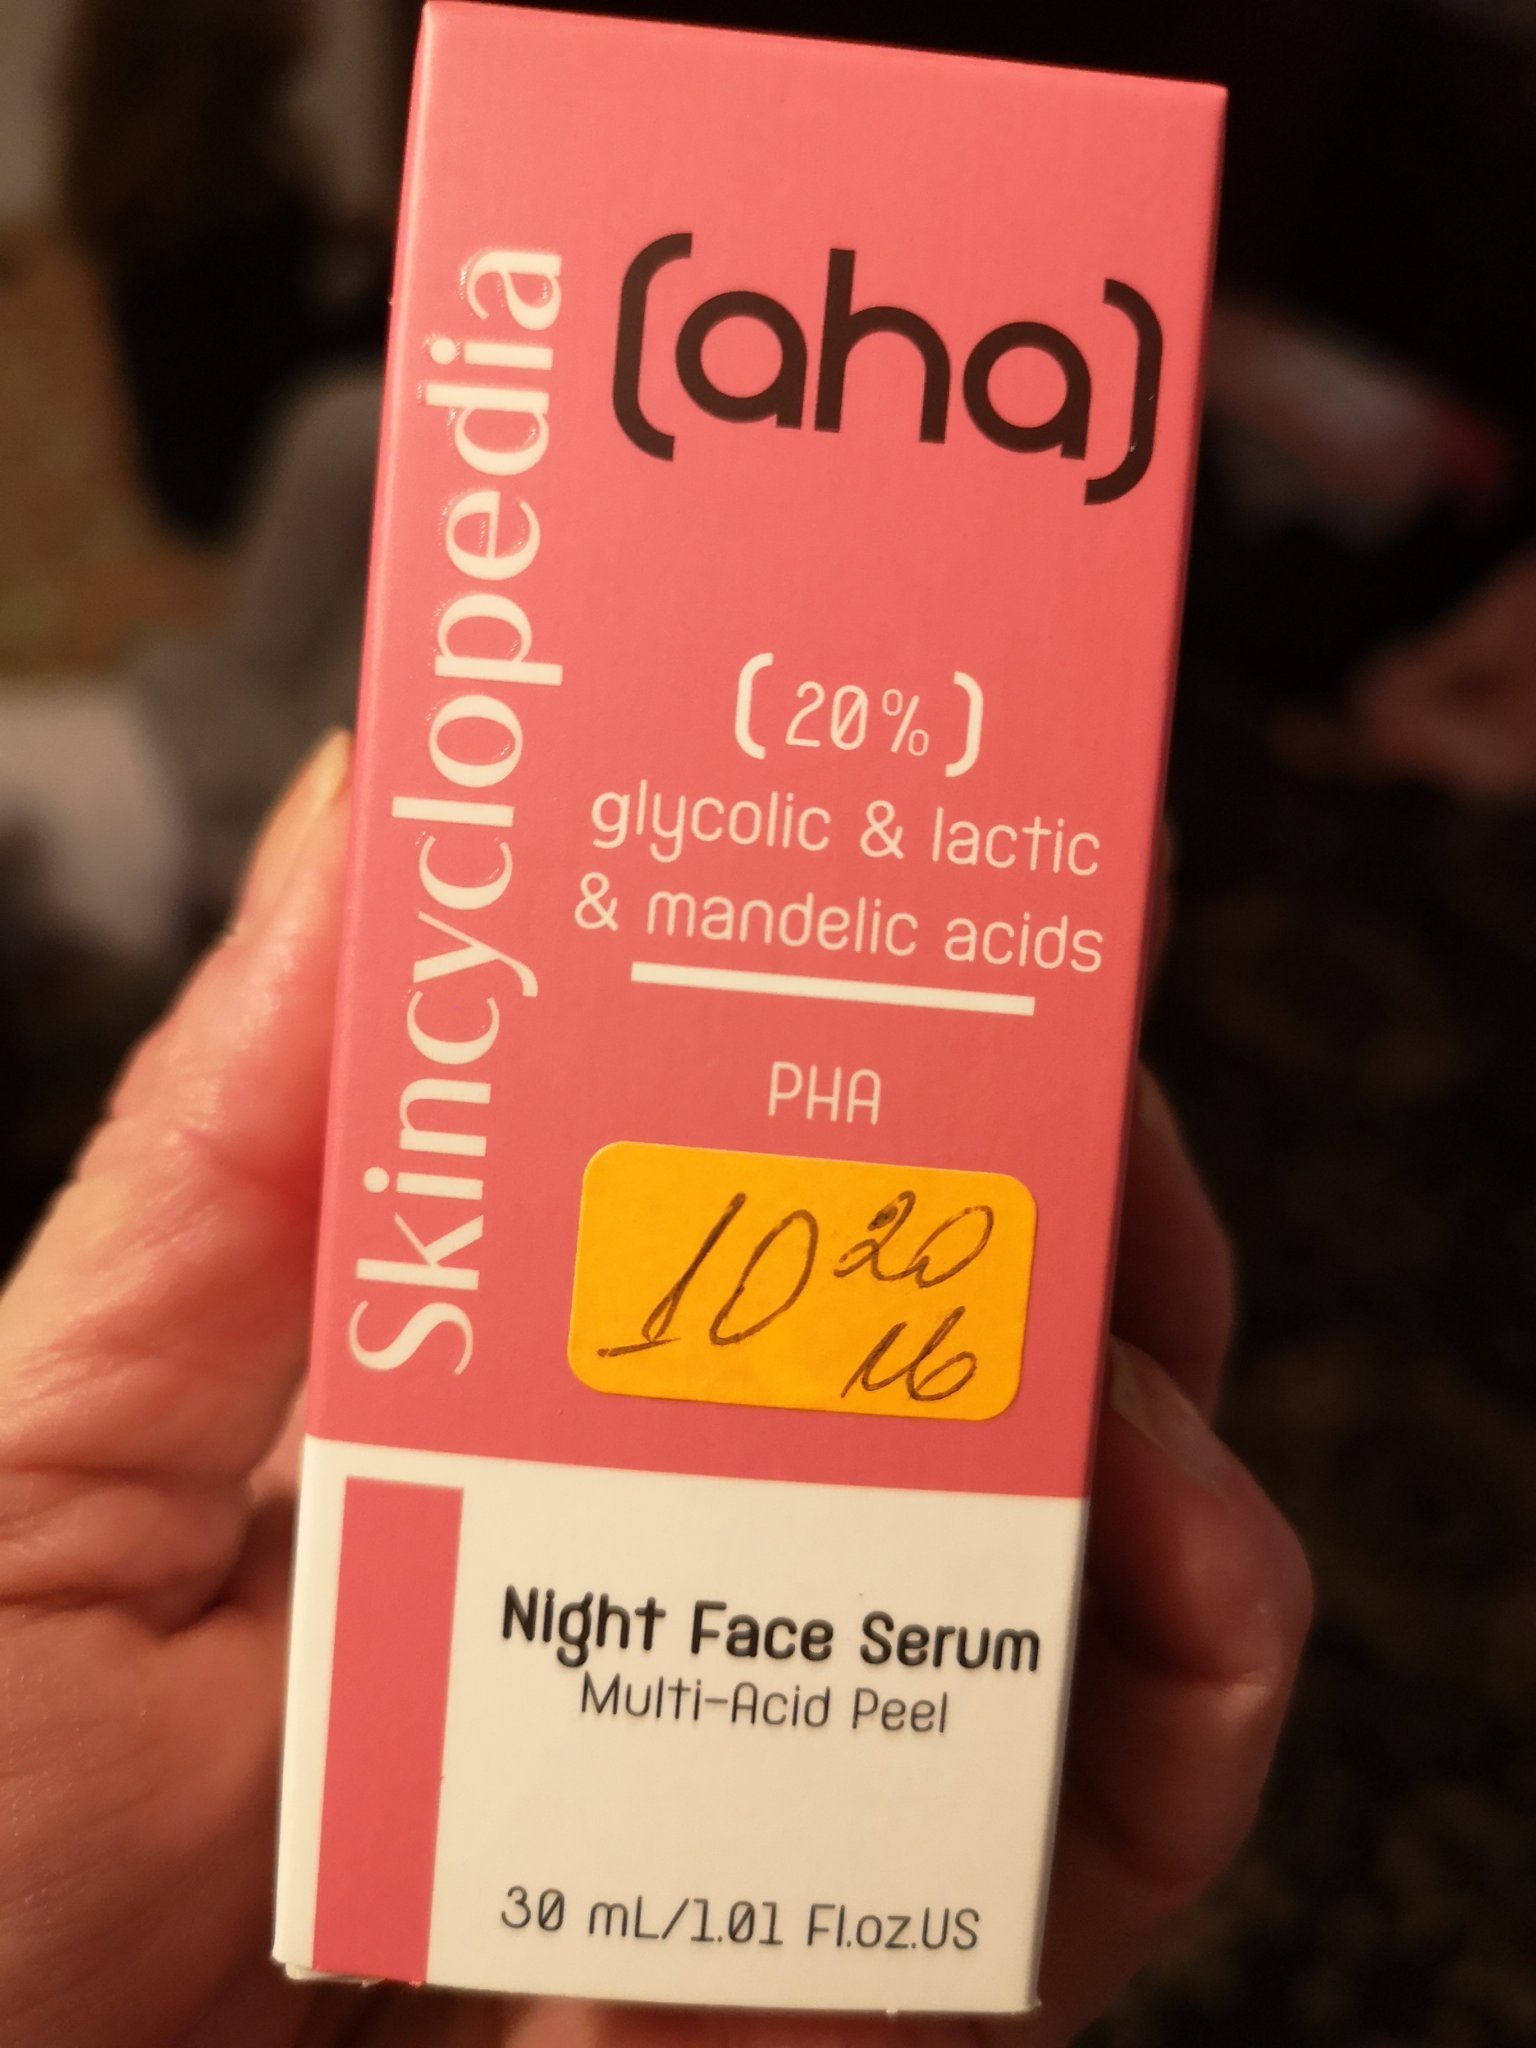 Skincyclopedia
(aha)
(20%)
glycolic & lactic
& mandelic acids
PHA
10 20
Night Face Serum
Multi-Acid Peel
30 mL/1.01 Fl.oz.US